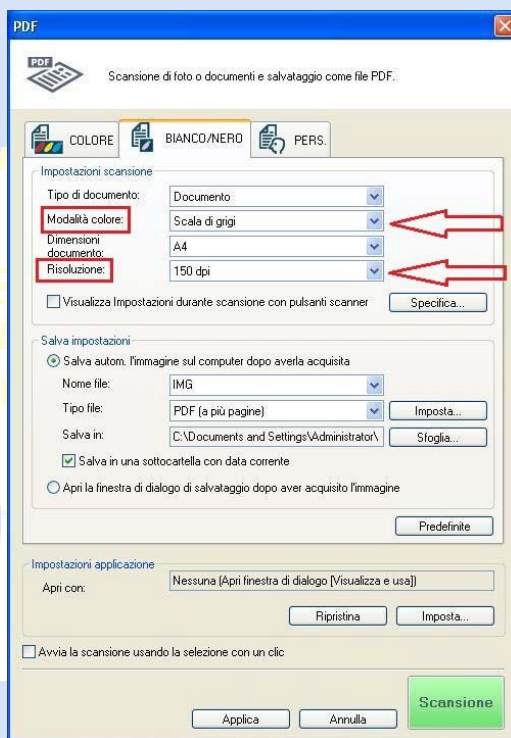 PDF
PDF
Scansione di foto o documenti e salvataggio come file PDF.
COLORE BIANCO/NERO PERS.
Impostazioni scansione
Tipo di documento: Documento
Modalità colore: Scala di grigi
Dimensioni documento: A4
Risoluzione: 150 dpi
Visualizza Impostazioni durante scansione con pulsanti scanner Specifica...
Salva impostazioni
Salva autom. l'immagine sul computer dopo averla acquisita
Nome file: IMG
Tipo file: PDF (a più pagine) Imposta...
Salva in: C:\Documents and Settings\Administrator\ Sfoglia...
Salva in una sottocartella con data corrente
Apri la finestra di dialogo di salvataggio dopo aver acquisito l'immagine
Predefinite
Impostazioni applicazione
Apri con: Nessuna (Apri finestra di dialogo [Visualizza e usa])
Ripristina Imposta...
Avvia la scansione usando la selezione con un clic
Scansione
Applica Annulla